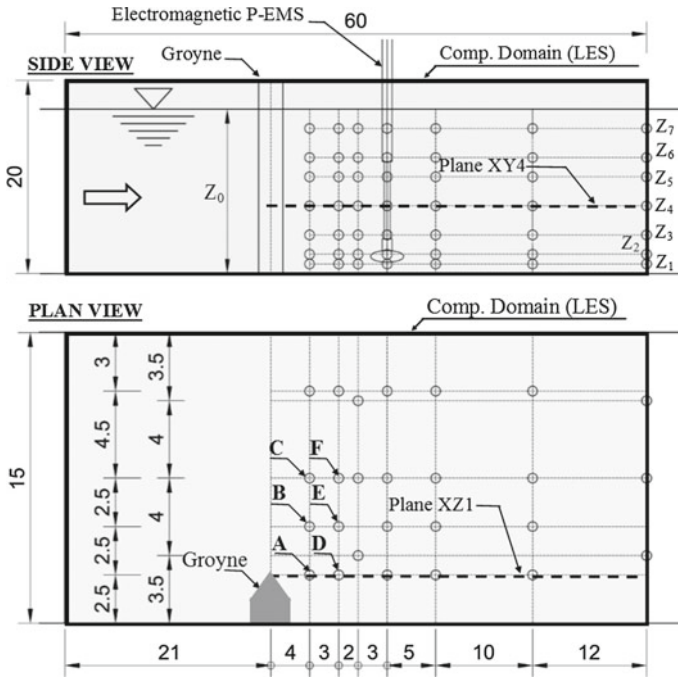 Electromagnetic P-EMS
60
Groyne
Comp. Domain (LES)
SIDE VIEW
20
Z0
Plane XY4
Z7
Z6
Z5
Z4
Z3
Z2
Z1
PLAN VIEW
Comp. Domain (LES)
15
3
4.5
2.5
2.5
2.5
3.5
4
4
3.5
C F
B E
A D
Plane XZ1
Groyne
21 4 3 2 3 5 10 12